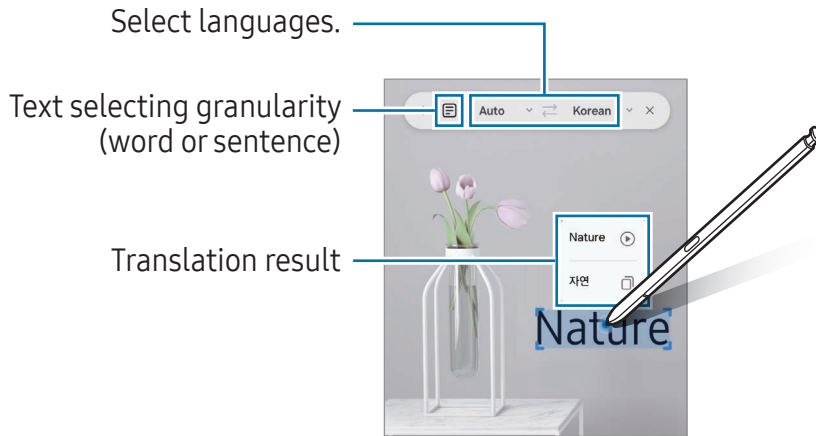 Select languages.
Auto Korean
Text selecting granularity
(word or sentence)
Translation result
Nature
자연
Nature